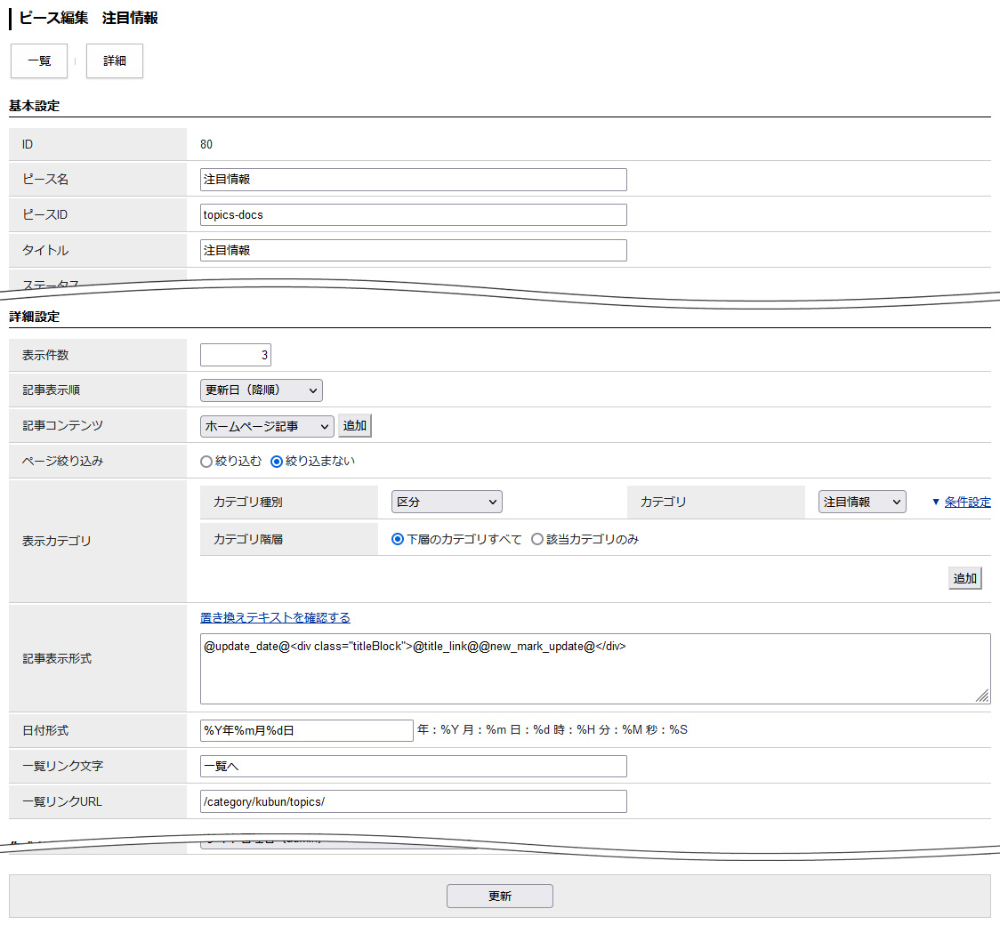 ピース編集　注目情報
一覧 詳細
基本設定
ID 80
ピース名 注目情報
ピースID topics-docs
タイトル 注目情報
ステータス
詳細設定
表示件数 3
記事表示順 更新日（降順）
記事コンテンツ ホームページ記事 追加
ページ絞り込み 絞り込む 絞り込まない
表示カテゴリ
カテゴリ種別 区分 カテゴリ 注目情報 ▼ 条件設定
カテゴリ階層 下層のカテゴリすべて 該当カテゴリのみ
追加
記事表示形式
置き換えテキストを確認する
@update_date@<div class="titleBlock">@title_link@@new_mark_update@</div>
日付形式 %Y年%m月%d日 年：%Y 月：%m 日：%d 時：%H 分：%M 秒：%S
一覧リンク文字 一覧へ
一覧リンクURL /category/kubun/topics/
更新